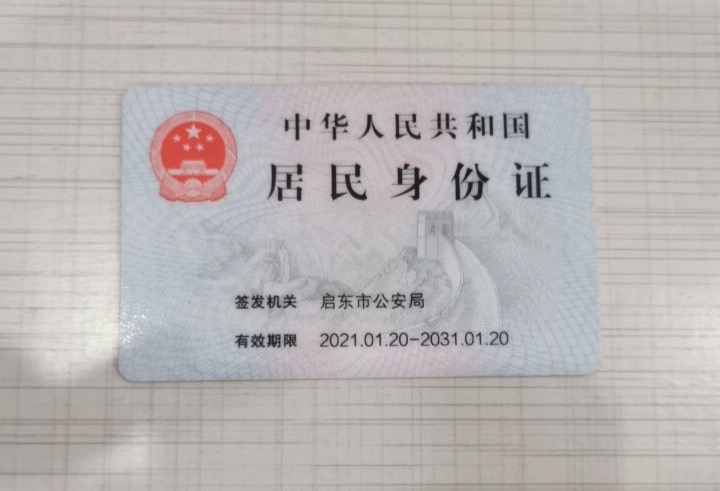 中华人民共和国
居民身份证
签发机关 启东市公安局
有效期限 2021.01.20-2031.01.20